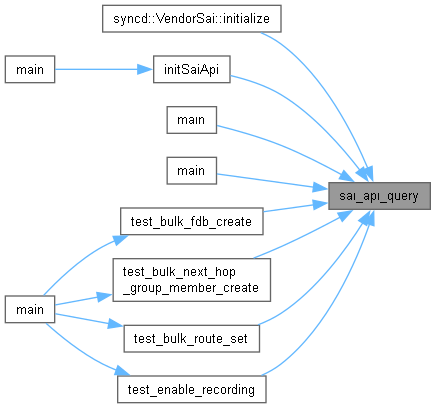 syncd::VendorSai::initialize
main
initSaiApi
main
main
sai_api_query
test_bulk_fdb_create
test_bulk_next_hop
_group_member_create
main
test_bulk_route_set
test_enable_recording